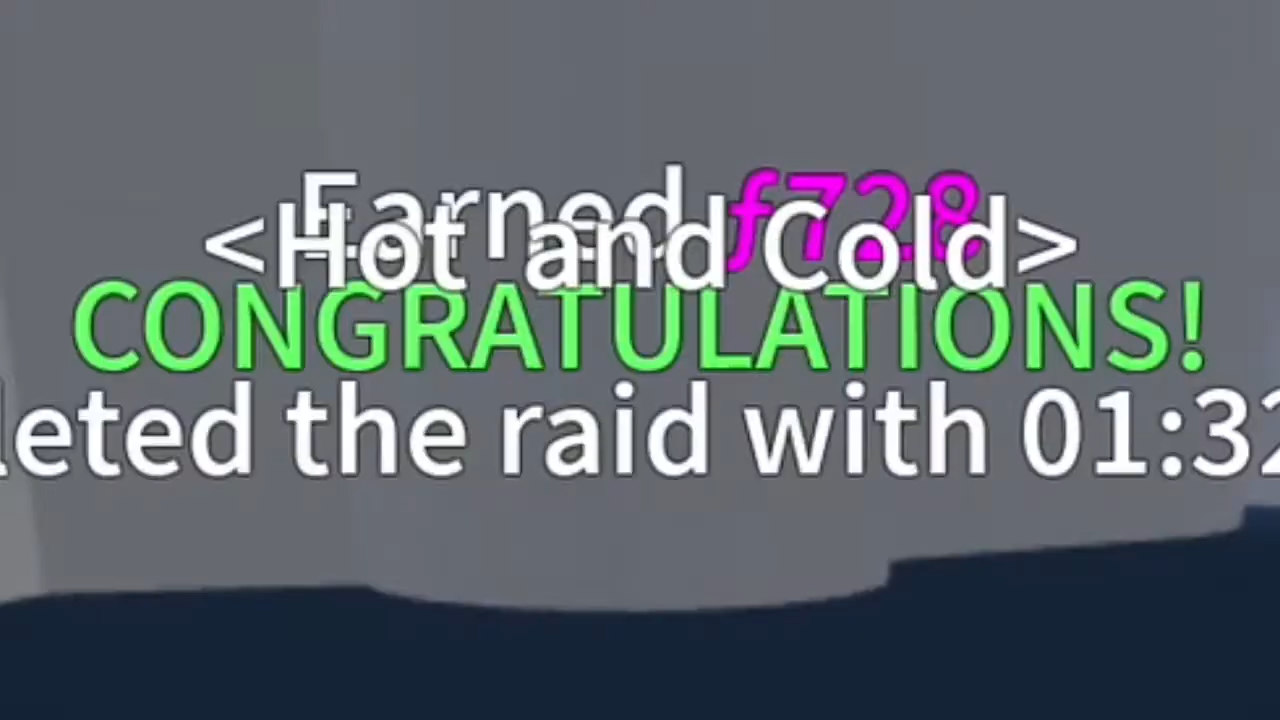 Earned ƒ728
<Hot and Cold>
CONGRATULATIONS!
leted the raid with 01:32